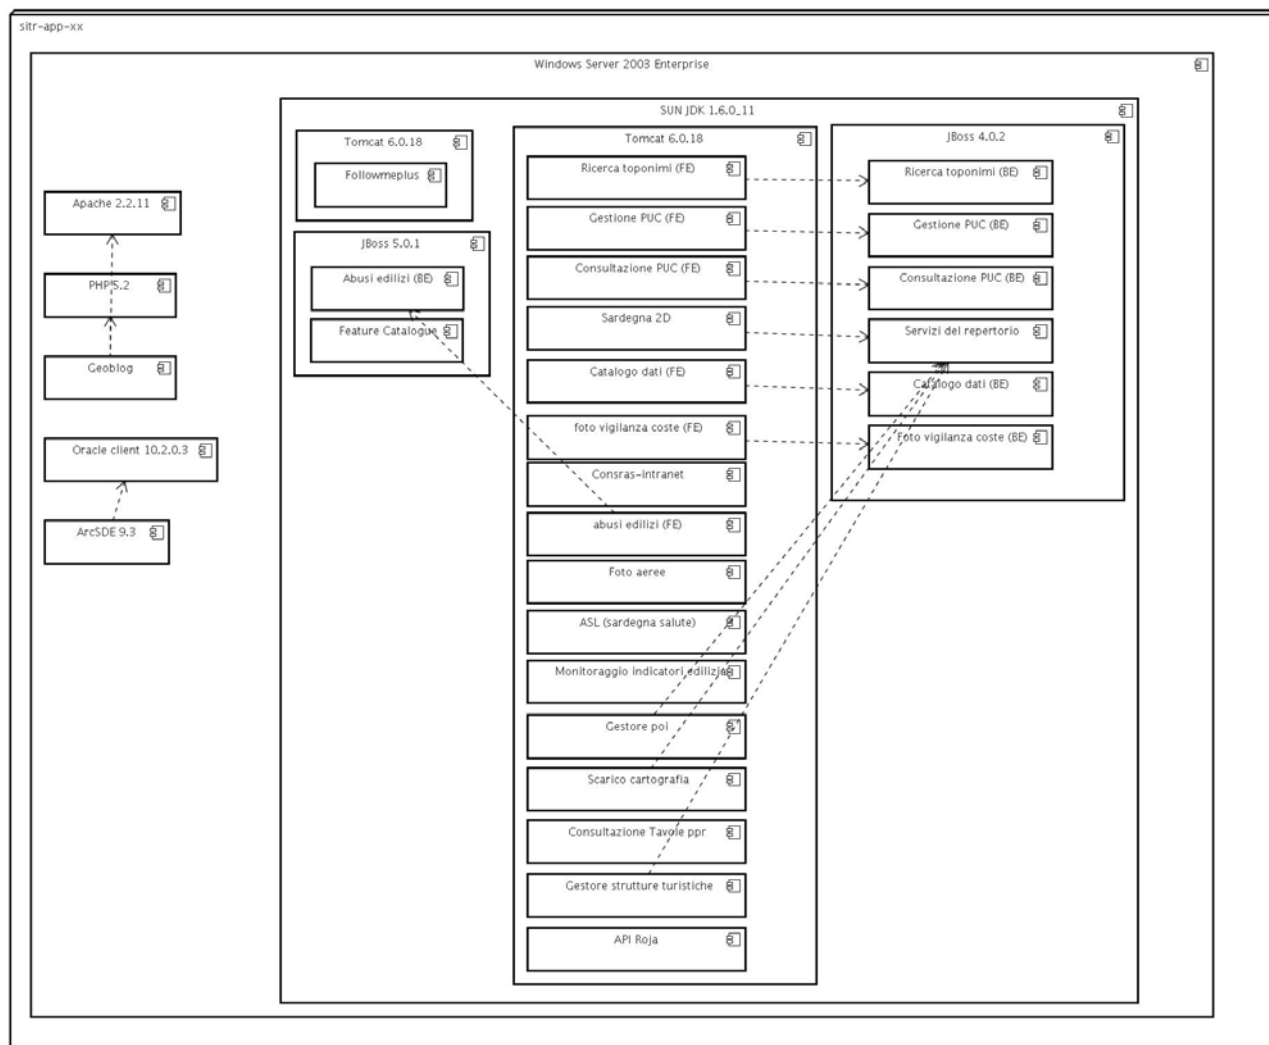 sitr-app-xx
Windows Server 2003 Enterprise
SUN JDK 1.6.0_11
Apache 2.2.11
PHP 5.2
Geoblog
Oracle client 10.2.0.3
ArcSDE 9.3
Tomcat 6.0.18
Followmeplus
JBoss 5.0.1
Abusi edilizi (BE)
Feature Catalogue
Tomcat 6.0.18
Ricerca toponimi (FE)
Gestione PUC (FE)
Consultazione PUC (FE)
Sardegna 2D
Catalogo dati (FE)
foto vigilanza coste (FE)
Consras-intranet
abusi edilizi (FE)
Foto aeree
ASL (sardegna salute)
Monitoraggio indicatori edilizia
Gestore poi
Scarico cartografia
Consultazione Tavole ppr
Gestore strutture turistiche
API Roja
JBoss 4.0.2
Ricerca toponimi (BE)
Gestione PUC (BE)
Consultazione PUC (BE)
Servizi del repertorio
Catalogo dati (BE)
Foto vigilanza coste (BE)